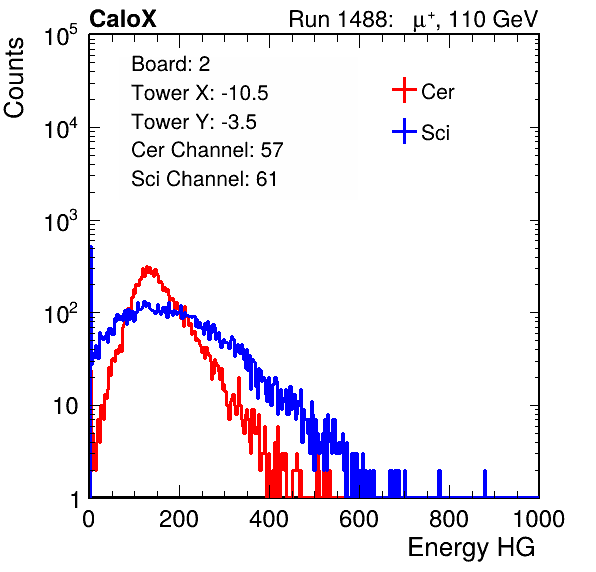 CaloX Run 1488: μ⁺, 110 GeV
Counts
10⁵
10⁴
10³
10²
10
1
Board: 2
Tower X: -10.5
Tower Y: -3.5
Cer Channel: 57
Sci Channel: 61
Cer
Sci
0 200 400 600 800 1000
Energy HG